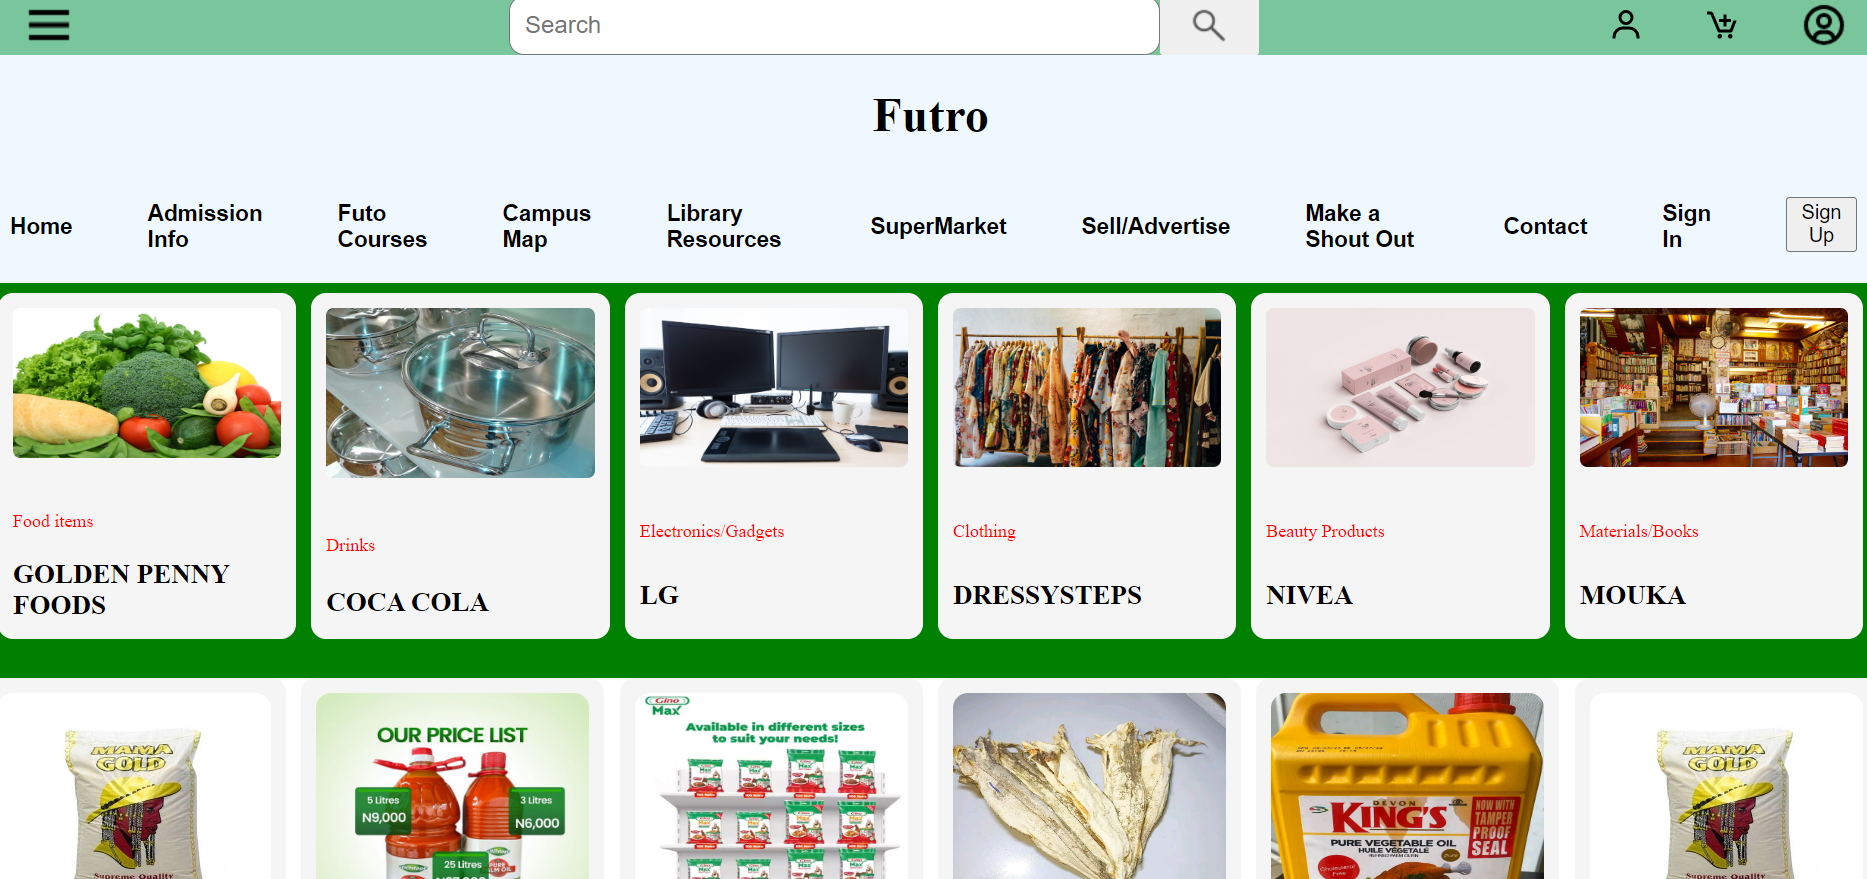 Search
Futro
Home
Admission
Info
Futo
Courses
Campus
Map
Library
Resources
SuperMarket
Sell/Advertise
Make a
Shout Out
Contact
Sign
In
Sign
Up
Food items
GOLDEN PENNY
FOODS
Drinks
COCA COLA
Electronics/Gadgets
LG
Clothing
DRESSYSTEPS
Beauty Products
NIVEA
Materials/Books
MOUKA
MAMA
GOLD
Supreme Quality
OUR PRICE LIST
5 Litres
N9,000
3 Litres
N6,000
25 Litres
Gino
Max
Available in different sizes
to suit your needs!
DEVON
KING'S
PURE VEGETABLE OIL
HUILE VEGETALE
NOW WITH
TAMPER
PROOF
SEAL
MAMA
GOLD
Supreme Quality